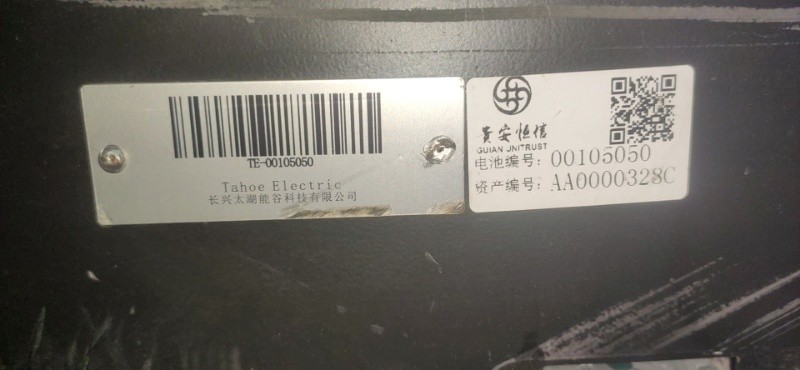 TE-00105050
Tahoe Electric
长兴太湖能谷科技有限公司
贵安恒信
GUIAN UNITRUST
电池编号：00105050
资产编号：AA0000328C